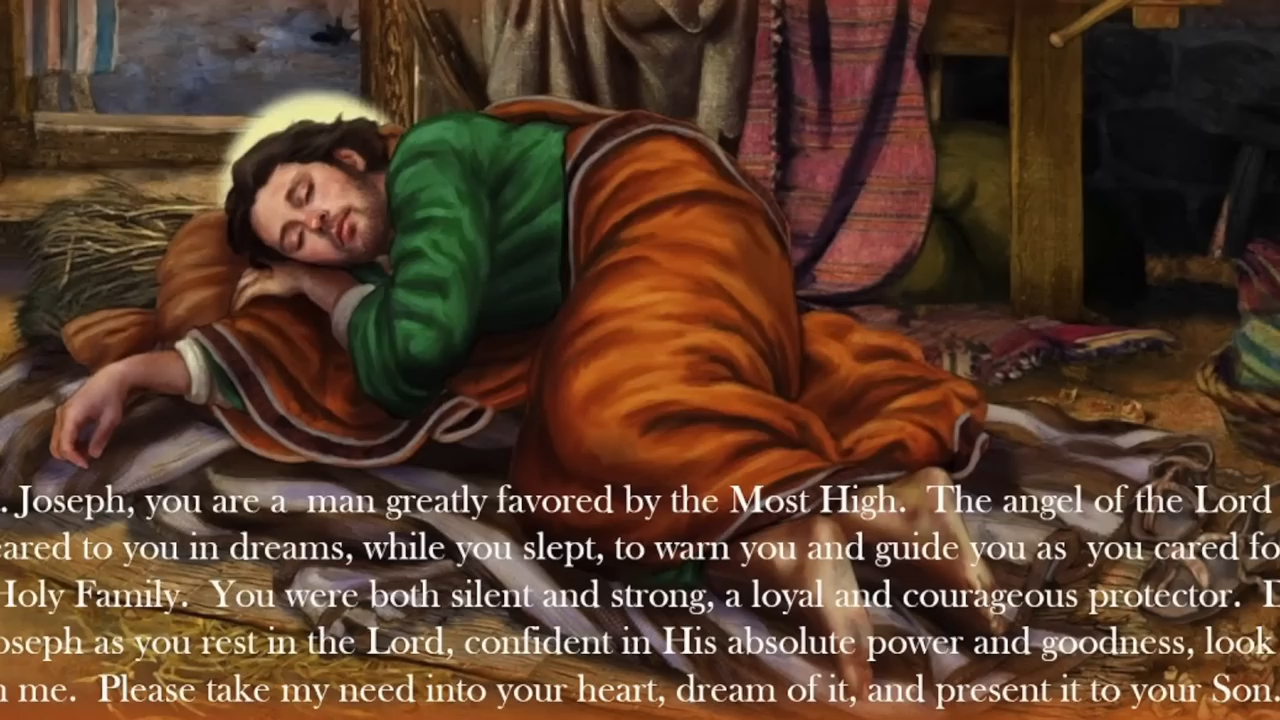 . Joseph, you are a man greatly favored by the Most High. The angel of the Lord
eared to you in dreams, while you slept, to warn you and guide you as you cared fo
Holy Family. You were both silent and strong, a loyal and courageous protector.
oseph as you rest in the Lord, confident in His absolute power and goodness, look
n me. Please take my need into your heart, dream of it, and present it to your Son.